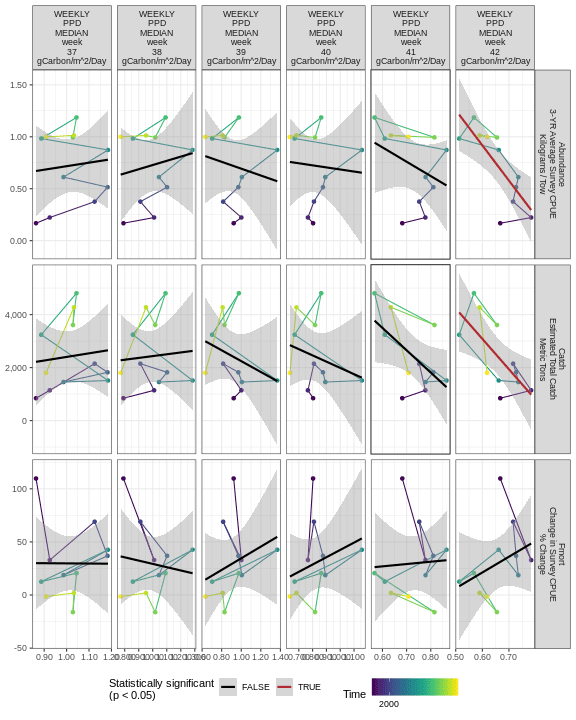 WEEKLY PPD MEDIAN week 37 gCarbon/m^2/Day
WEEKLY PPD MEDIAN week 38 gCarbon/m^2/Day
WEEKLY PPD MEDIAN week 39 gCarbon/m^2/Day
WEEKLY PPD MEDIAN week 40 gCarbon/m^2/Day
WEEKLY PPD MEDIAN week 41 gCarbon/m^2/Day
WEEKLY PPD MEDIAN week 42 gCarbon/m^2/Day
1.50
1.00
0.50
0.00
Abundance
3-YR Average Survey CPUE
Kilograms / Tow
4,000
2,000
0
Catch
Estimated Total Catch
Metric Tons
100
50
0
-50
Fmort
Change in Survey CPUE
% Change
0.90 1.00 1.10
0.80 1.00 1.20 1.40
0.60 0.70 0.80
0.50 0.60 0.70
Statistically significant
(p < 0.05)
FALSE
TRUE
Time
2000